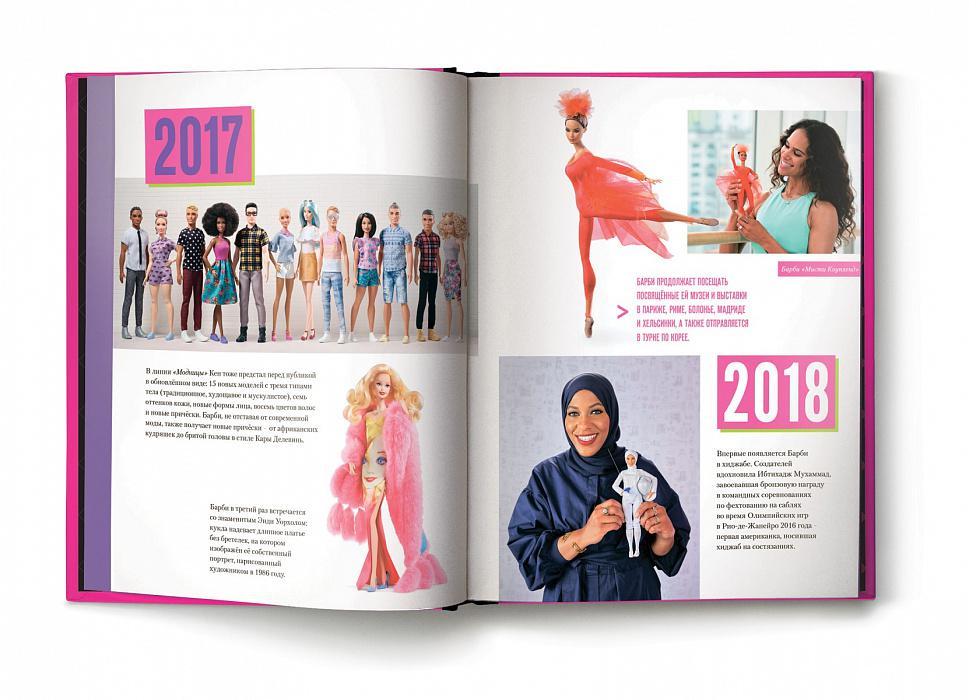 2017
В линии «Модницы» Кен тоже предстал перед публикой
в обновлённом виде: 15 новых моделей с тремя типами
тела (традиционное, худощавое и мускулистое), семь
оттенков кожи, новые формы лица, восемь цветов волос
и новые причёски. Барби, не отставая от современной
моды, также получает новые причёски – от африканских
кудряшек до бритой головы в стиле Кары Делевинь.
Барби в третий раз встречается
со знаменитым Энди Уорхолом:
кукла надевает длинное платье
без бретелек, на котором
изображён её собственный
портрет, нарисованный
художником в 1986 году.
Барби «Мисти Коупленд»
> БАРБИ ПРОДОЛЖАЕТ ПОСЕЩАТЬ
ПОСВЯЩЁННЫЕ ЕЙ МУЗЕИ И ВЫСТАВКИ
В ПАРИЖЕ, РИМЕ, БОЛОНЬЕ, МАДРИДЕ
И ХЕЛЬСИНКИ, А ТАКЖЕ ОТПРАВЛЯЕТСЯ
В ТУРНЕ ПО КОРЕЕ.
2018
Впервые появляется Барби
в хиджабе. Создателей
вдохновила Ибтихадж Мухаммад,
завоевавшая бронзовую награду
в командных соревнованиях
по фехтованию на саблях
во время Олимпийских игр
в Рио-де-Жанейро 2016 года –
первая американка, носившая
хиджаб на состязаниях.